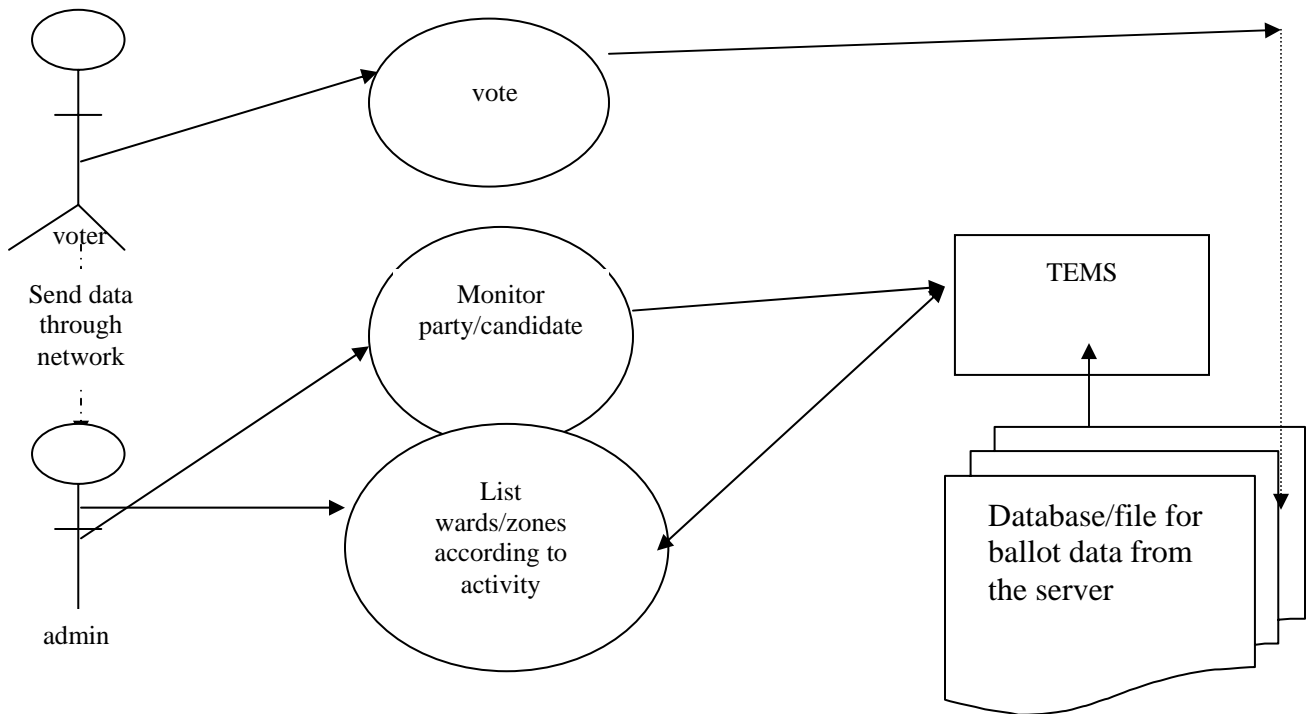 vote
voter
Send data
through
network
Monitor
party/candidate
TEMS
List
wards/zones
according to
activity
Database/file for
ballot data from
the server
admin